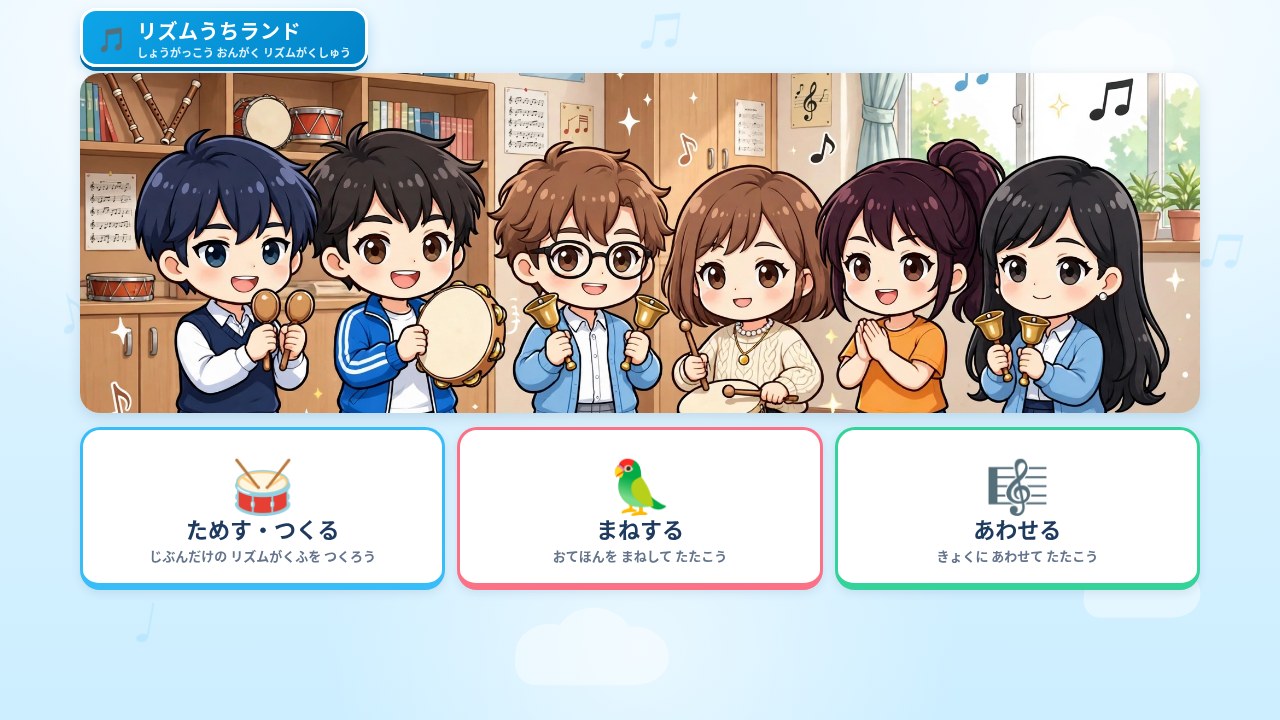 リズムうちランド
しょうがっこう おんがく リズムがくしゅう
ためす・つくる
じぶんだけの リズムがくふを つくろう
まねする
おてほんを まねして たたこう
あわせる
きょくに あわせて たたこう